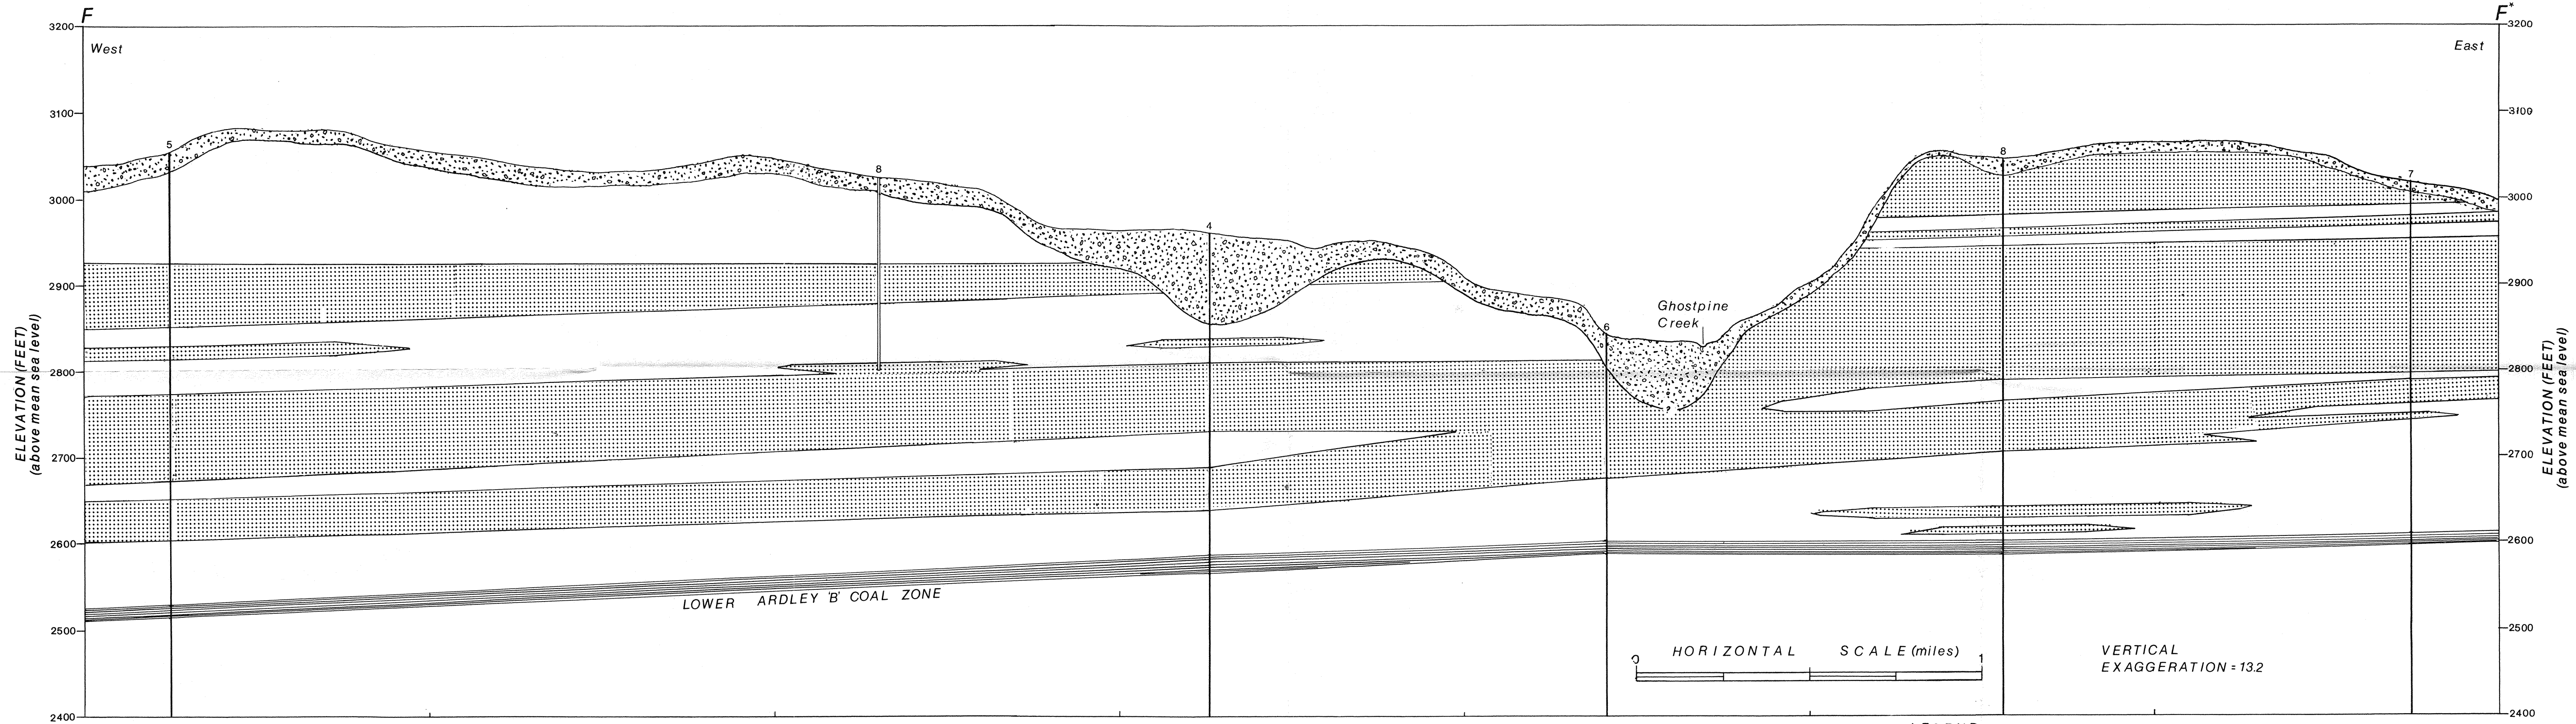 F
F*
West
East
3200
3100
3000
2900
2800
2700
2600
2500
2400
ELEVATION (FEET)
(above mean sea level)
5
8
4
6
8
7
Ghostpine
Creek
?
LOWER ARDLEY 'B' COAL ZONE
HORIZONTAL SCALE (miles)
0
1
VERTICAL
EXAGGERATION = 13.2
3200
3100
3000
2900
2800
2700
2600
2500
2400
ELEVATION (FEET)
(above mean sea level)